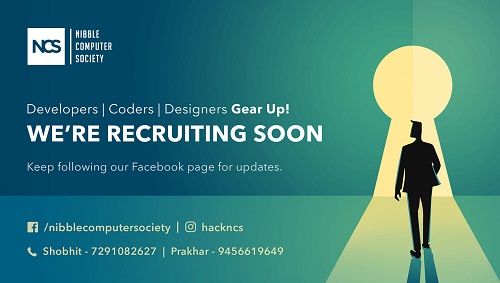 NCS
NIBBLE
COMPUTER
SOCIETY
Developers | Coders | Designers Gear Up!
WE'RE RECRUITING SOON
Keep following our Facebook page for updates.
/nibblecomputersociety | hackncs
Shobhit - 7291082627 | Prakhar - 9456619649